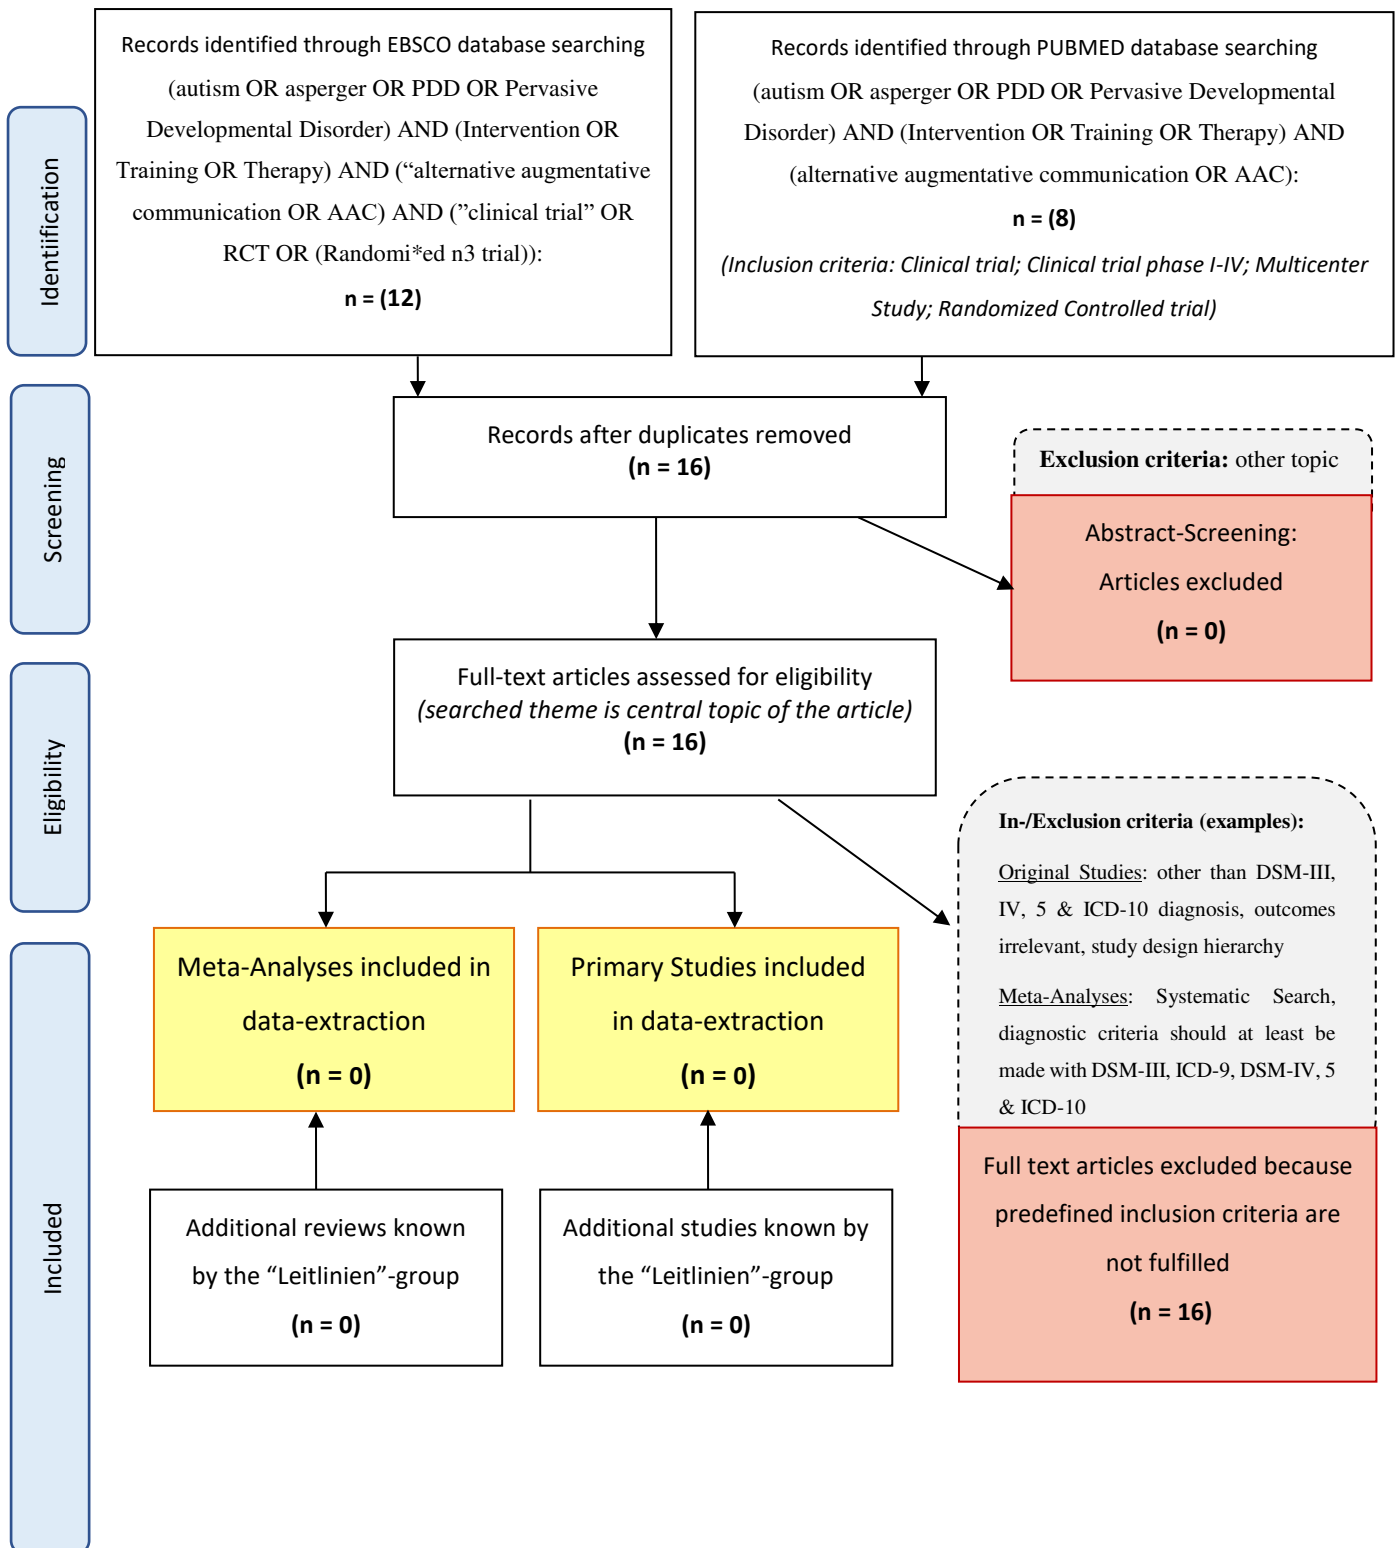 Identiification
Records identified through EBSCO database searching
(autism OR asperger OR PDD OR Pervasive
Developmental Disorder) AND (Intervention OR
Training OR Therapy) AND (“alternative augmentative
communication OR AAC) AND (”clinical trial” OR
RCT OR (Randomi*ed n3 trial)):
n = (12)
Records identified through PUBMED database searching
(autism OR asperger OR PDD OR Pervasive Developmental
Disorder) AND (Intervention OR Training OR Therapy) AND
(alternative augmentative communication OR AAC):
n = (8)
(Inclusion criteria: Clinical trial; Clinical trial phase I-IV; Multicenter
Study; Randomized Controlled trial)
Screening
Records after duplicates removed
(n = 16)
Exclusion criteria: other topic
Abstract-Screening:
Articles excluded
(n = 0)
Eligibility
Full-text articles assessed for eligibility
(searched theme is central topic of the article)
(n = 16)
In-/Exclusion criteria (examples):
Original Studies: other than DSM-III,
IV, 5 & ICD-10 diagnosis, outcomes
irrelevant, study design hierarchy
Meta-Analyses: Systematic Search,
diagnostic criteria should at least be
made with DSM-III, ICD-9, DSM-IV, 5
& ICD-10
Full text articles excluded because
predefined inclusion criteria are
not fulfilled
(n = 16)
Included
Meta-Analyses included in
data-extraction
(n = 0)
Primary Studies included
in data-extraction
(n = 0)
Additional reviews known
by the “Leitlinien”-group
(n = 0)
Additional studies known by
the “Leitlinien”-group
(n = 0)